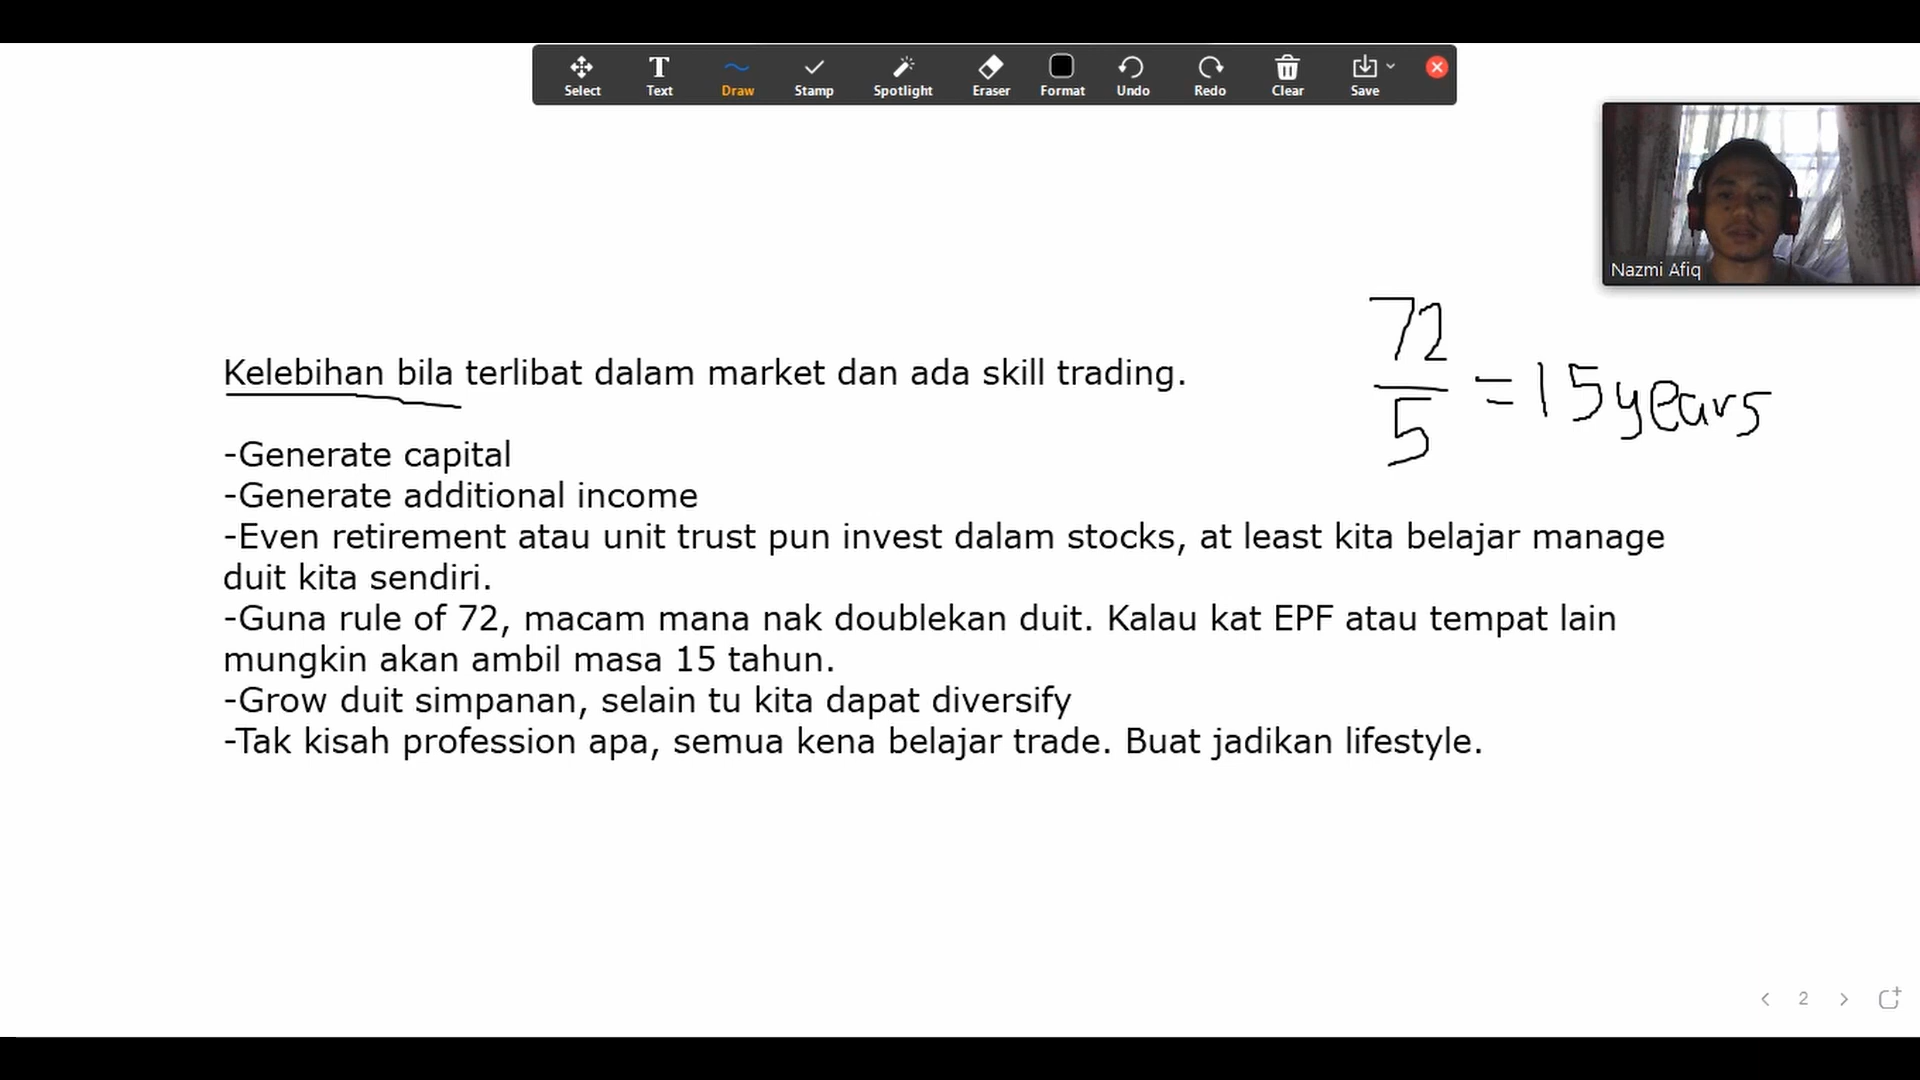 Select Text Draw Stamp Spotlight Eraser Format Undo Redo Clear Save
Nazmi Afiq
72
5
=15years
Kelebihan bila terlibat dalam market dan ada skill trading.
-Generate capital
-Generate additional income
-Even retirement atau unit trust pun invest dalam stocks, at least kita belajar manage
duit kita sendiri.
-Guna rule of 72, macam mana nak doublekan duit. Kalau kat EPF atau tempat lain
mungkin akan ambil masa 15 tahun.
-Grow duit simpanan, selain tu kita dapat diversify
-Tak kisah profession apa, semua kena belajar trade. Buat jadikan lifestyle.
2